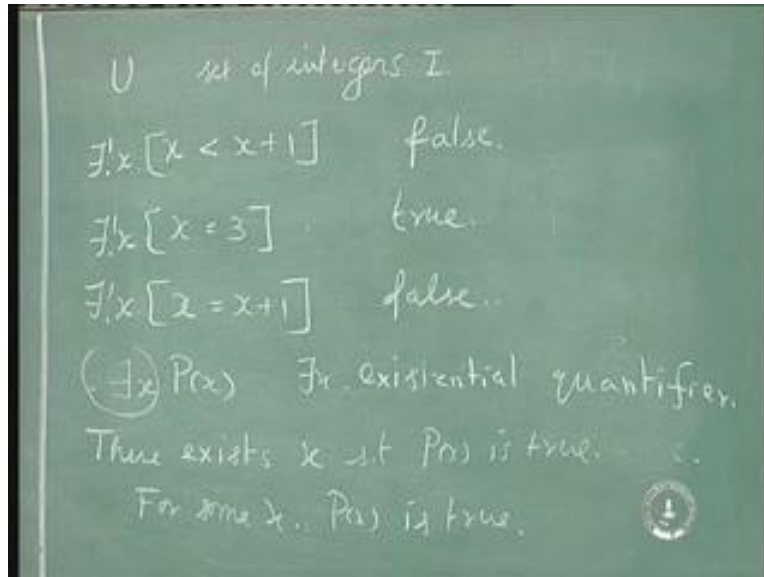 U set of integers I
∃!x [x < x+1] false.
∃!x [x = 3] . true.
∃!x [x = x+1] false..
∃x P(x) ∃x existential quantifier.
There exists x s.t P(x) is true.
For some x. P(x) is true.